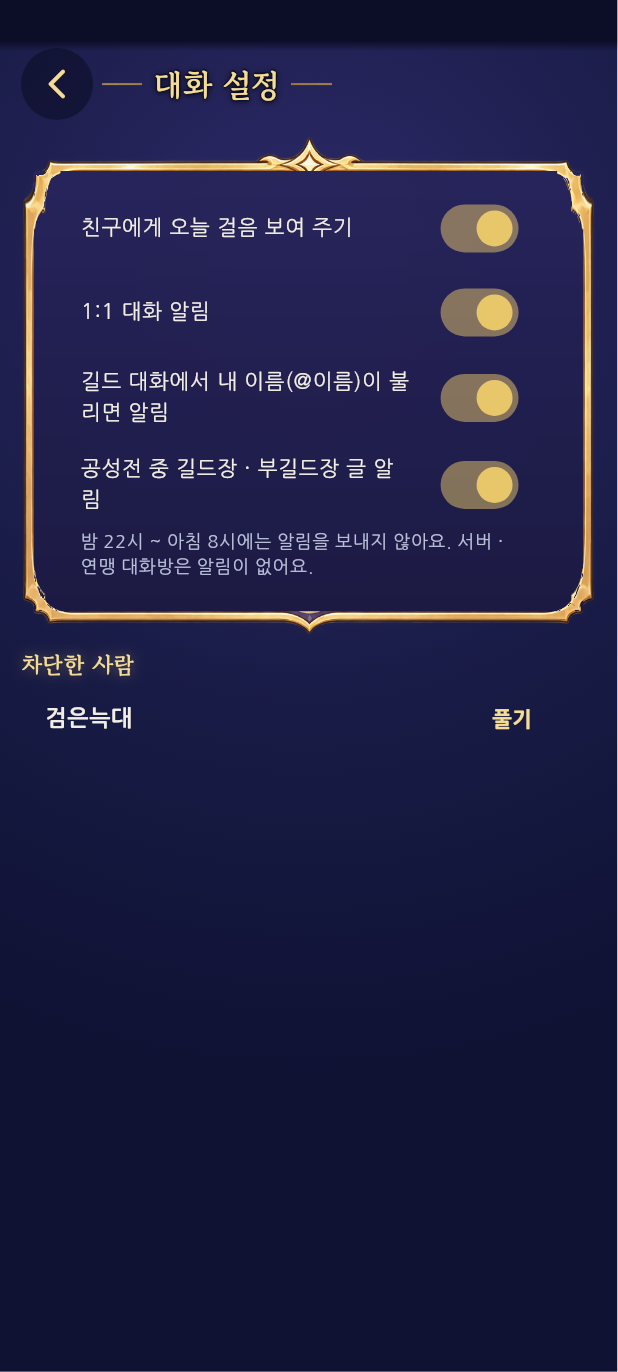 대화 설정
친구에게 오늘 걸음 보여 주기
1:1 대화 알림
길드 대화에서 내 이름(@이름)이 불
리면 알림
공성전 중 길드장 · 부길드장 글 알
림
밤 22시 ~ 아침 8시에는 알림을 보내지 않아요. 서버 ·
연맹 대화방은 알림이 없어요.
차단한 사람
검은늑대
풀기